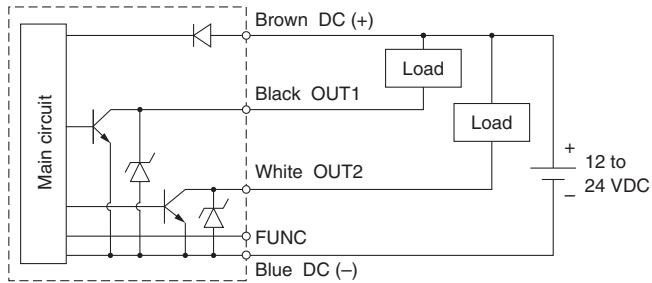 Brown DC (+)
Load
Black OUT1
Load
Main circuit
+
12 to
24 VDC
–
White OUT2
FUNC
Blue DC (–)